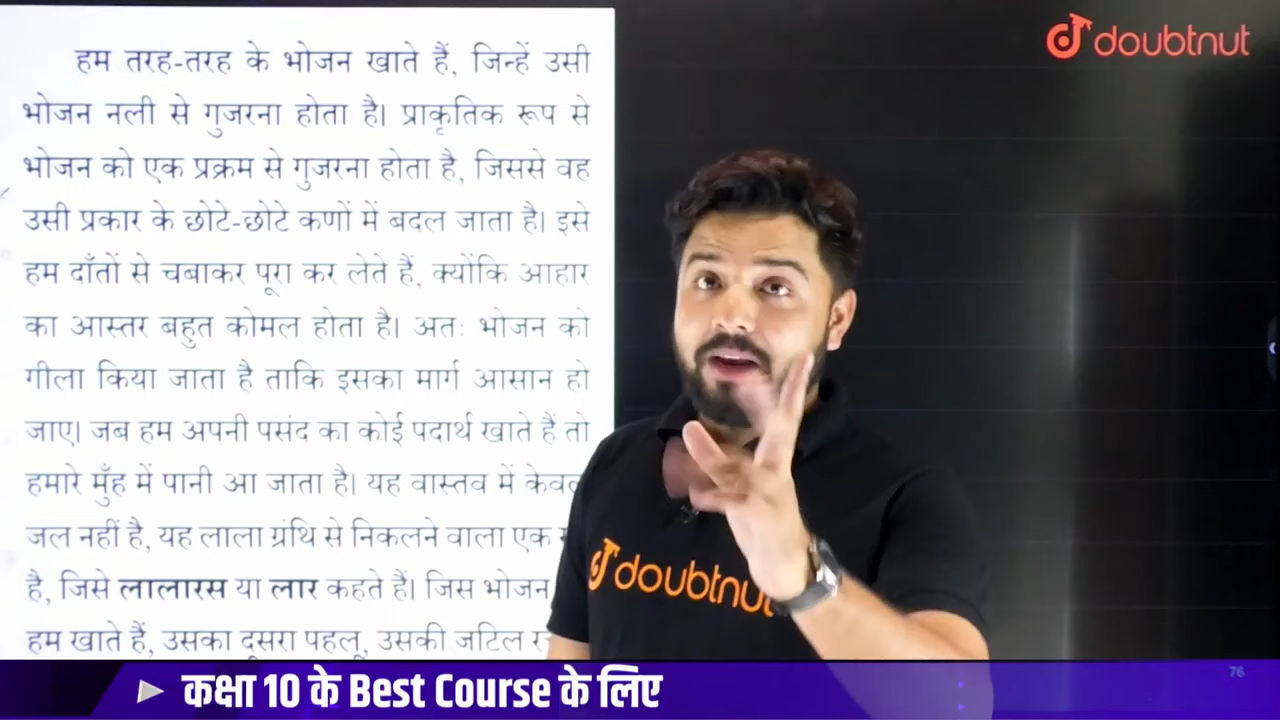 हम तरह-तरह के भोजन खाते हैं, जिन्हें उसी
भोजन नली से गुजरना होता है। प्राकृतिक रूप से
भोजन को एक प्रक्रम से गुजरना होता है, जिससे वह
उसी प्रकार के छोटे-छोटे कणों में बदल जाता है। इसे
हम दाँतों से चबाकर पूरा कर लेते हैं, क्योंकि आहार
का आस्तर बहुत कोमल होता है। अतः भोजन को
गीला किया जाता है ताकि इसका मार्ग आसान हो
जाए। जब हम अपनी पसंद का कोई पदार्थ खाते हैं तो
हमारे मुँह में पानी आ जाता है। यह वास्तव में केवल
जल नहीं है, यह लाला ग्रंथि से निकलने वाला एक
है, जिसे लालारस या लार कहते हैं। जिस भोजन
हम खाते हैं, उसका दूसरा पहलू, उसकी जटिल
doubtnut
doubtnut
कक्षा 10 के Best Course के लिए
76